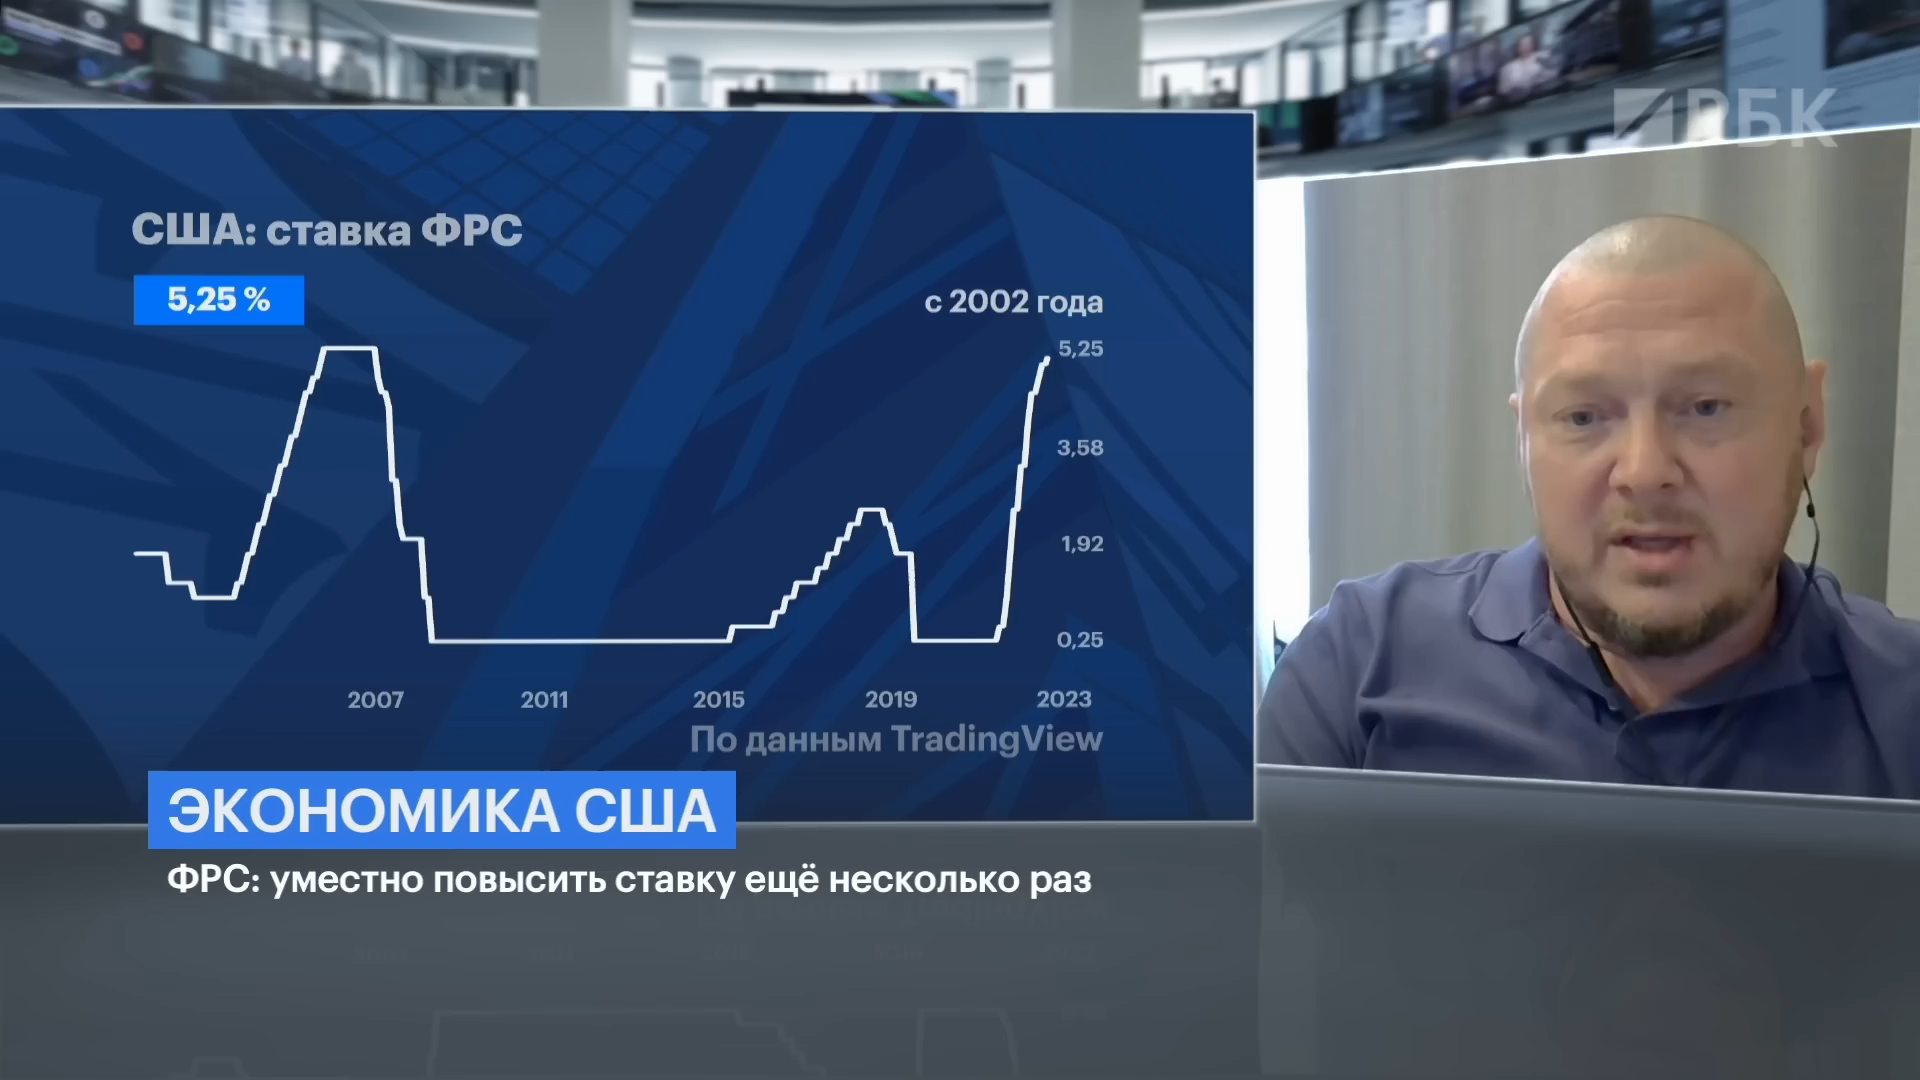 РБК
США: ставка ФРС
5,25 %
с 2002 года
5,25
3,58
1,92
0,25
2007 2011 2015 2019 2023
По данным TradingView
ЭКОНОМИКА США
ФРС: уместно повысить ставку ещё несколько раз